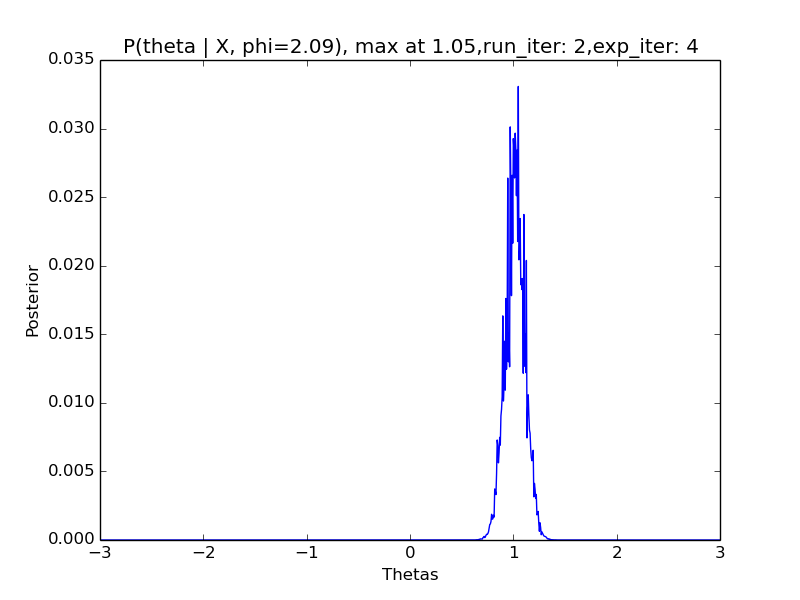 P(theta | X, phi=2.09), max at 1.05,run_iter: 2,exp_iter: 4
0.035
0.030
0.025
0.020
0.015
0.010
0.005
0.000
Posterior
−3 −2 −1 0 1 2 3
Thetas